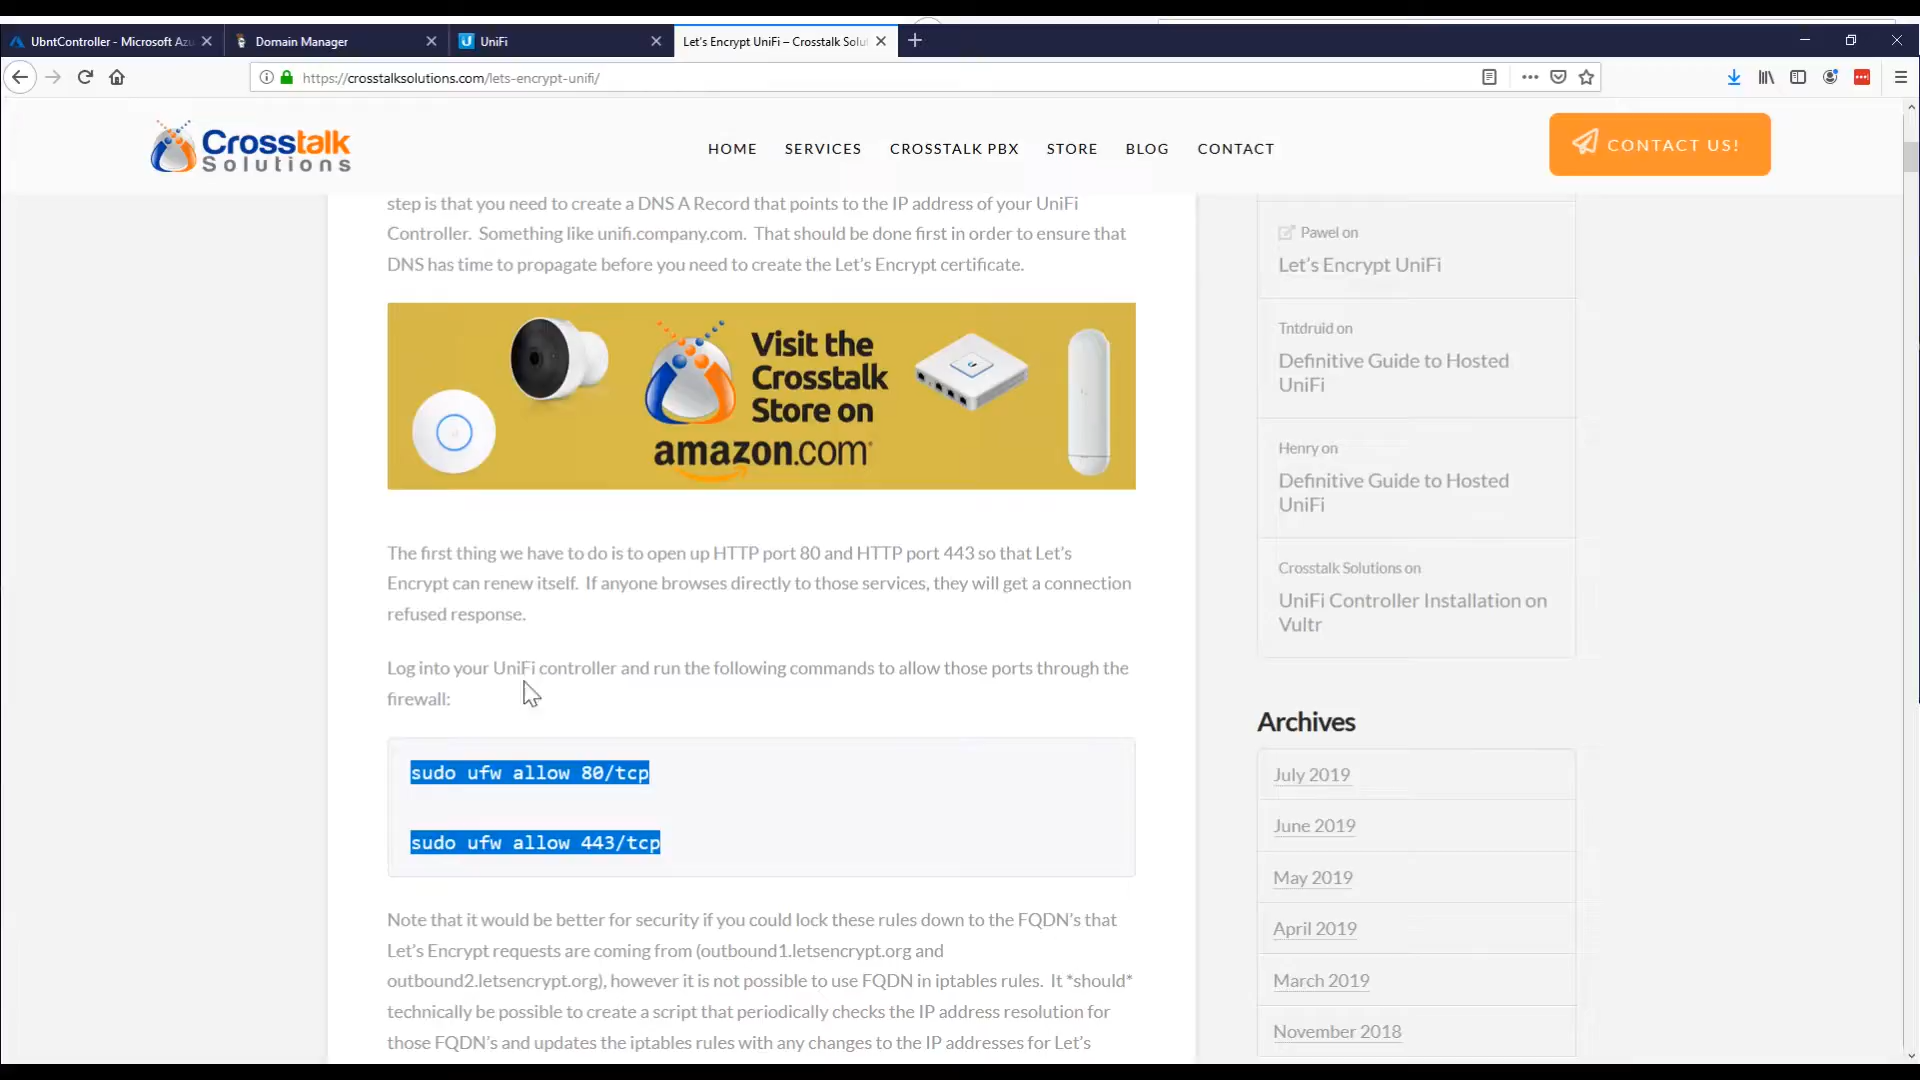 UbntController - Microsoft Azu
Domain Manager
UniFi
Let's Encrypt UniFi – Crosstalk Solut
https://crosstalksolutions.com/lets-encrypt-unifi/
Crosstalk
Solutions
HOME
SERVICES
CROSSTALK PBX
STORE
BLOG
CONTACT
CONTACT US!
step is that you need to create a DNS A Record that points to the IP address of your UniFi
Controller. Something like unifi.company.com. That should be done first in order to ensure that
DNS has time to propagate before you need to create the Let's Encrypt certificate.
Visit the
Crosstalk
Store on
amazon.com
The first thing we have to do is to open up HTTP port 80 and HTTP port 443 so that Let's
Encrypt can renew itself. If anyone browses directly to those services, they will get a connection
refused response.
Log into your UniFi controller and run the following commands to allow those ports through the
firewall:
sudo ufw allow 80/tcp
sudo ufw allow 443/tcp
Note that it would be better for security if you could lock these rules down to the FQDN's that
Let's Encrypt requests are coming from (outbound1.letsencrypt.org and
outbound2.letsencrypt.org), however it is not possible to use FQDN in iptables rules. It *should*
technically be possible to create a script that periodically checks the IP address resolution for
those FQDN's and updates the iptables rules with any changes to the IP addresses for Let's
Pawel on
Let's Encrypt UniFi
Tntdruid on
Definitive Guide to Hosted
UniFi
Henry on
Definitive Guide to Hosted
UniFi
Crosstalk Solutions on
UniFi Controller Installation on
Vultr
Archives
July 2019
June 2019
May 2019
April 2019
March 2019
November 2018